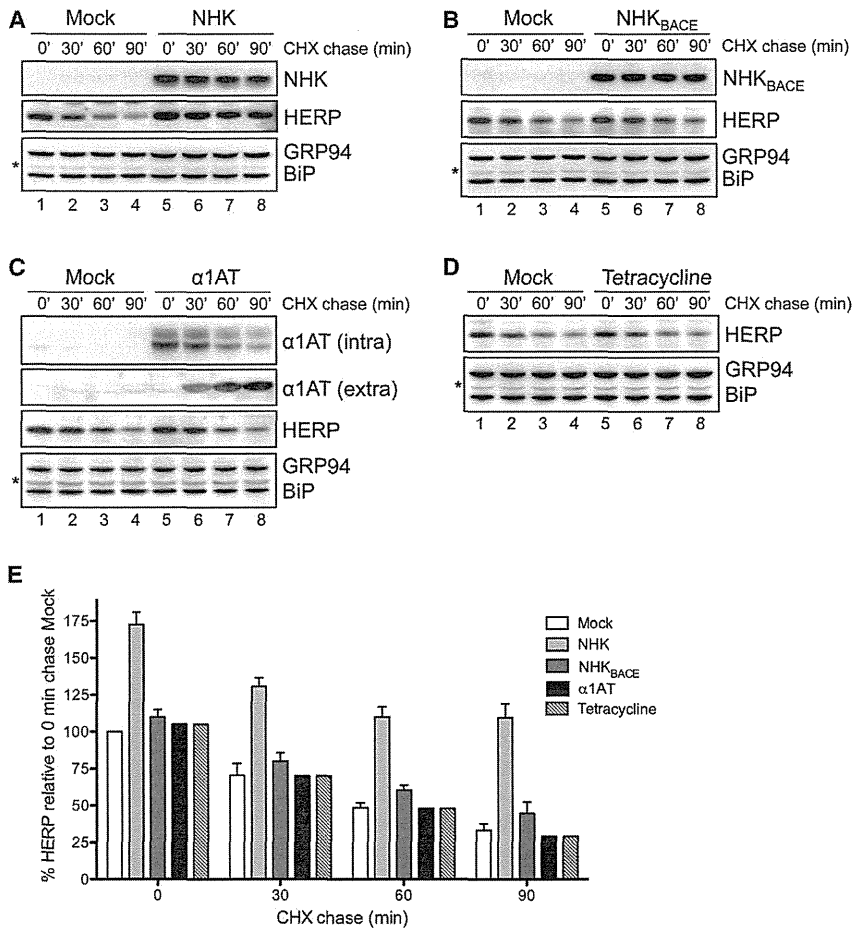 A
Mock NHK
0' 30' 60' 90' 0' 30' 60' 90' CHX chase (min)
NHK
HERP
GRP94
* BiP
1 2 3 4 5 6 7 8
B
Mock NHKBACE
0' 30' 60' 90' 0' 30' 60' 90' CHX chase (min)
NHKBACE
HERP
GRP94
* BiP
1 2 3 4 5 6 7 8
C
Mock α1AT
0' 30' 60' 90' 0' 30' 60' 90' CHX chase (min)
α1AT (intra)
α1AT (extra)
HERP
GRP94
* BiP
1 2 3 4 5 6 7 8
D
Mock Tetracycline
0' 30' 60' 90' 0' 30' 60' 90' CHX chase (min)
HERP
GRP94
* BiP
1 2 3 4 5 6 7 8
E
% HERP relative to 0 min chase Mock
175
150
125
100
75
50
25
0
0 30 60 90
CHX chase (min)
Mock
NHK
NHKBACE
α1AT
Tetracycline